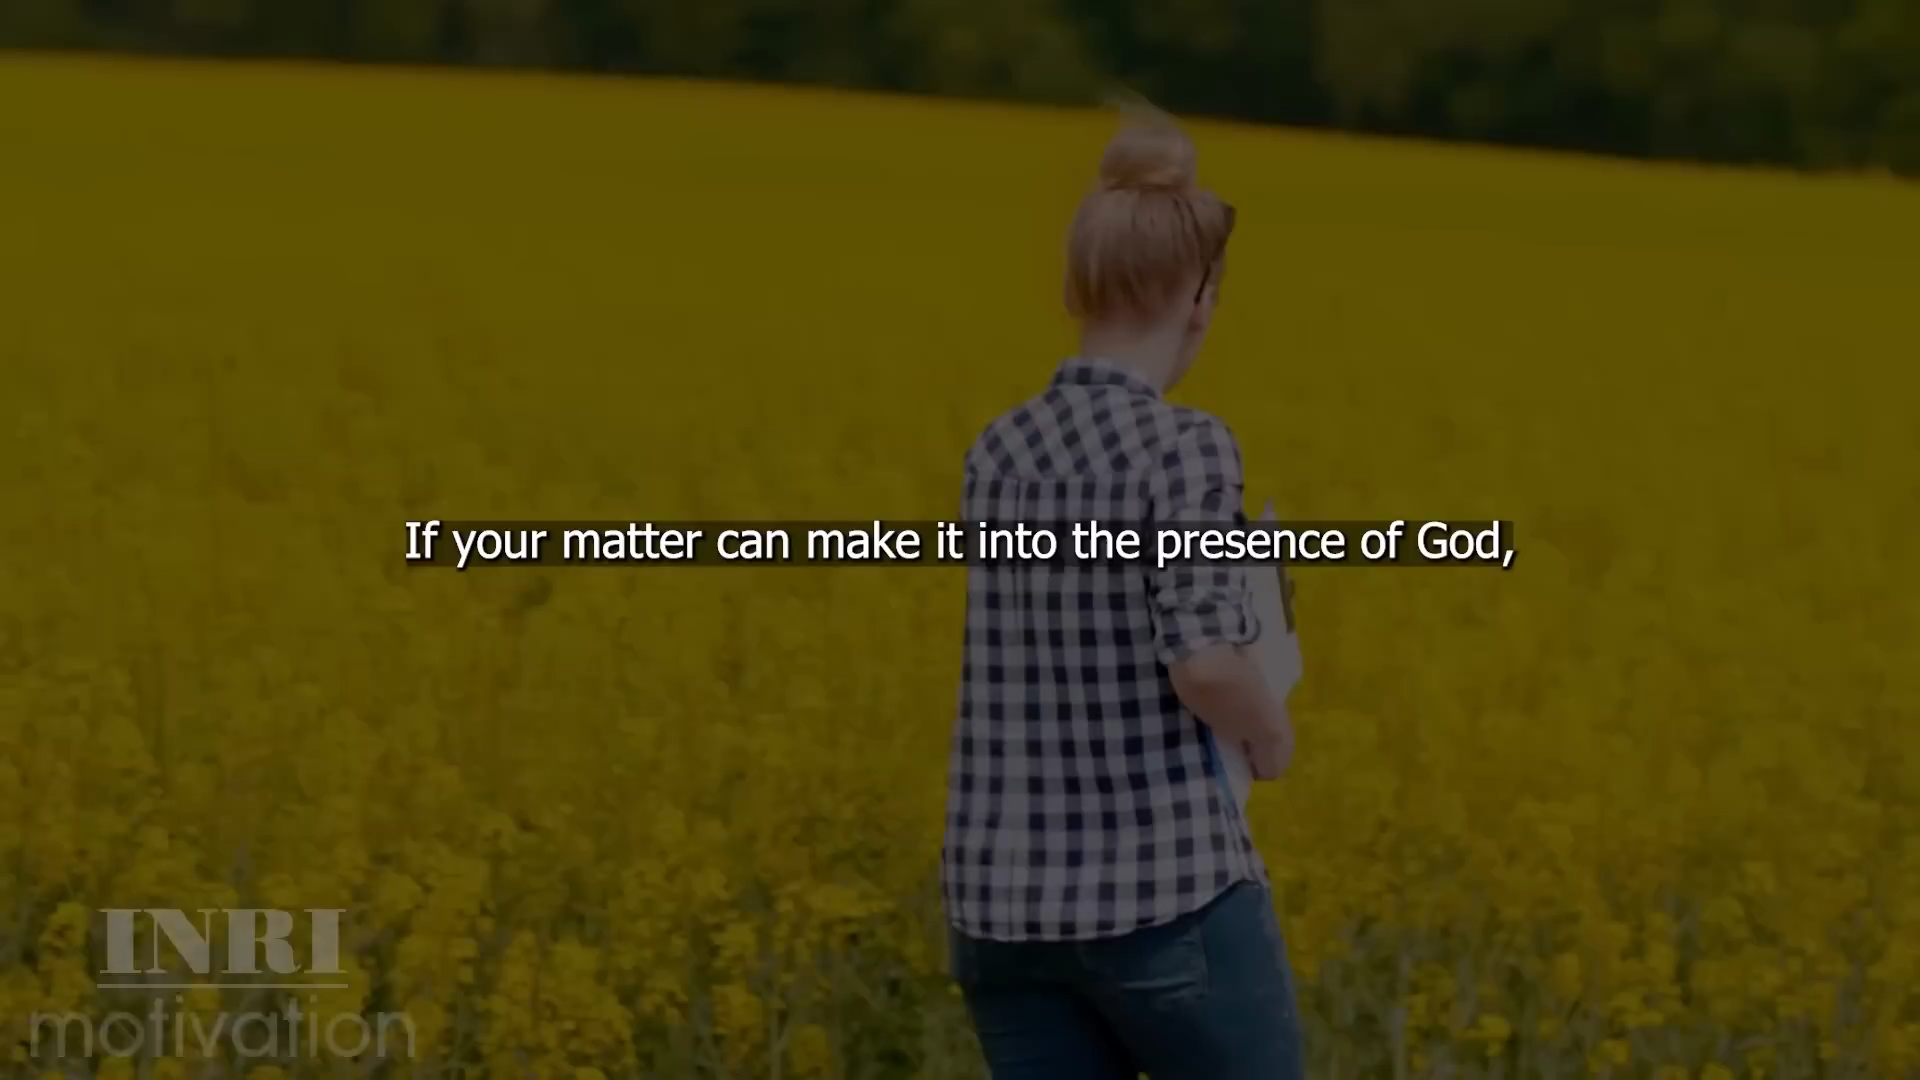 If your matter can make it into the presence of God,
INRI
motivation